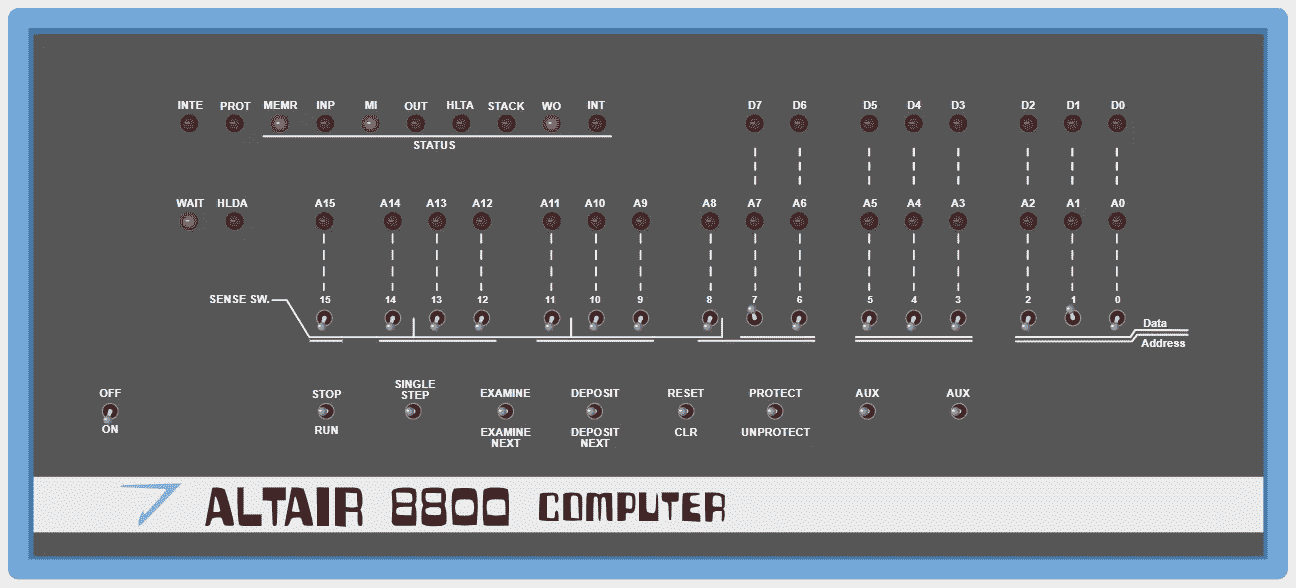 INTE PROT MEMR INP MI OUT HLTA STACK WO INT D7 D6 D5 D4 D3 D2 D1 D0
STATUS
WAIT HLDA A15 A14 A13 A12 A11 A10 A9 A8 A7 A6 A5 A4 A3 A2 A1 A0
SENSE SW. 15 14 13 12 11 10 9 8 7 6 5 4 3 2 1 0
Data
Address
OFF STOP SINGLE STEP EXAMINE DEPOSIT RESET PROTECT AUX AUX
ON RUN EXAMINE NEXT DEPOSIT NEXT CLR UNPROTECT
ALTAIR 8800 COMPUTER